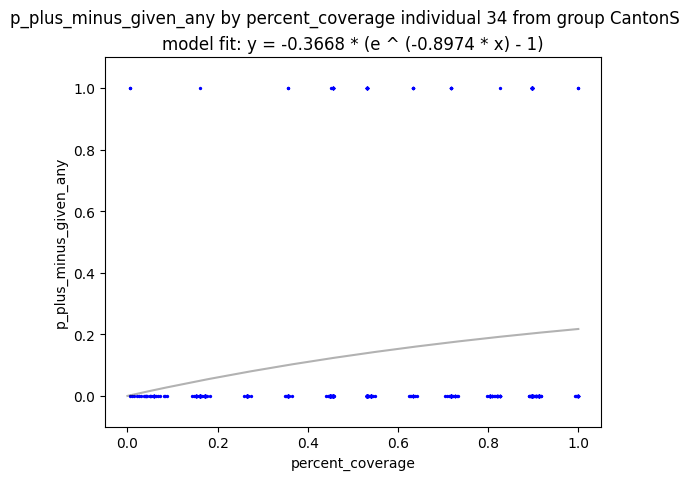 p_plus_minus_given_any by percent_coverage individual 34 from group CantonS
model fit: y = -0.3668 * (e ^ (-0.8974 * x) - 1)
p_plus_minus_given_any
1.0
0.8
0.6
0.4
0.2
0.0
0.0 0.2 0.4 0.6 0.8 1.0
percent_coverage